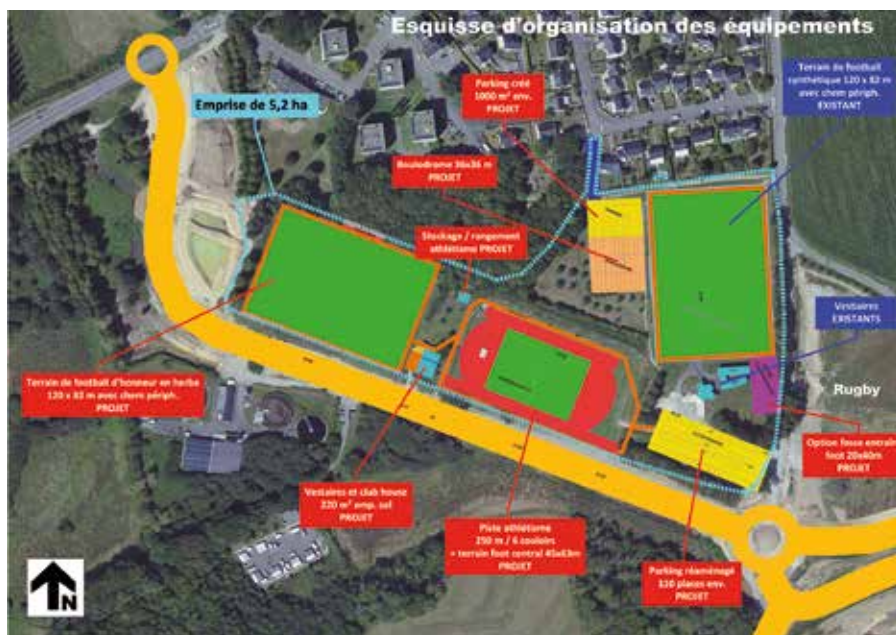 Esquisse d'organisation des équipements
Parking créé
1000 m² env.
PROJET
Terrain de football
synthétique 120 x 82 m
avec chem périph.
EXISTANT
Emprise de 5,2 ha
Boulodrome 36x36 m
PROJET
Stockage / rangement
athlétisme PROJET
Vestiaires
EXISTANTS
Terrain de football d'honneur en herbe
120 x 82 m avec chem périph.
PROJET
Rugby
Option fosse entrain
foot 20x40m
PROJET
Vestiaires et club house
220 m² emp. sol
PROJET
Piste athlétisme
250 m / 6 couloirs
+ terrain foot central 45x63m
PROJET
Parking réaménagé
120 places env.
PROJET
N